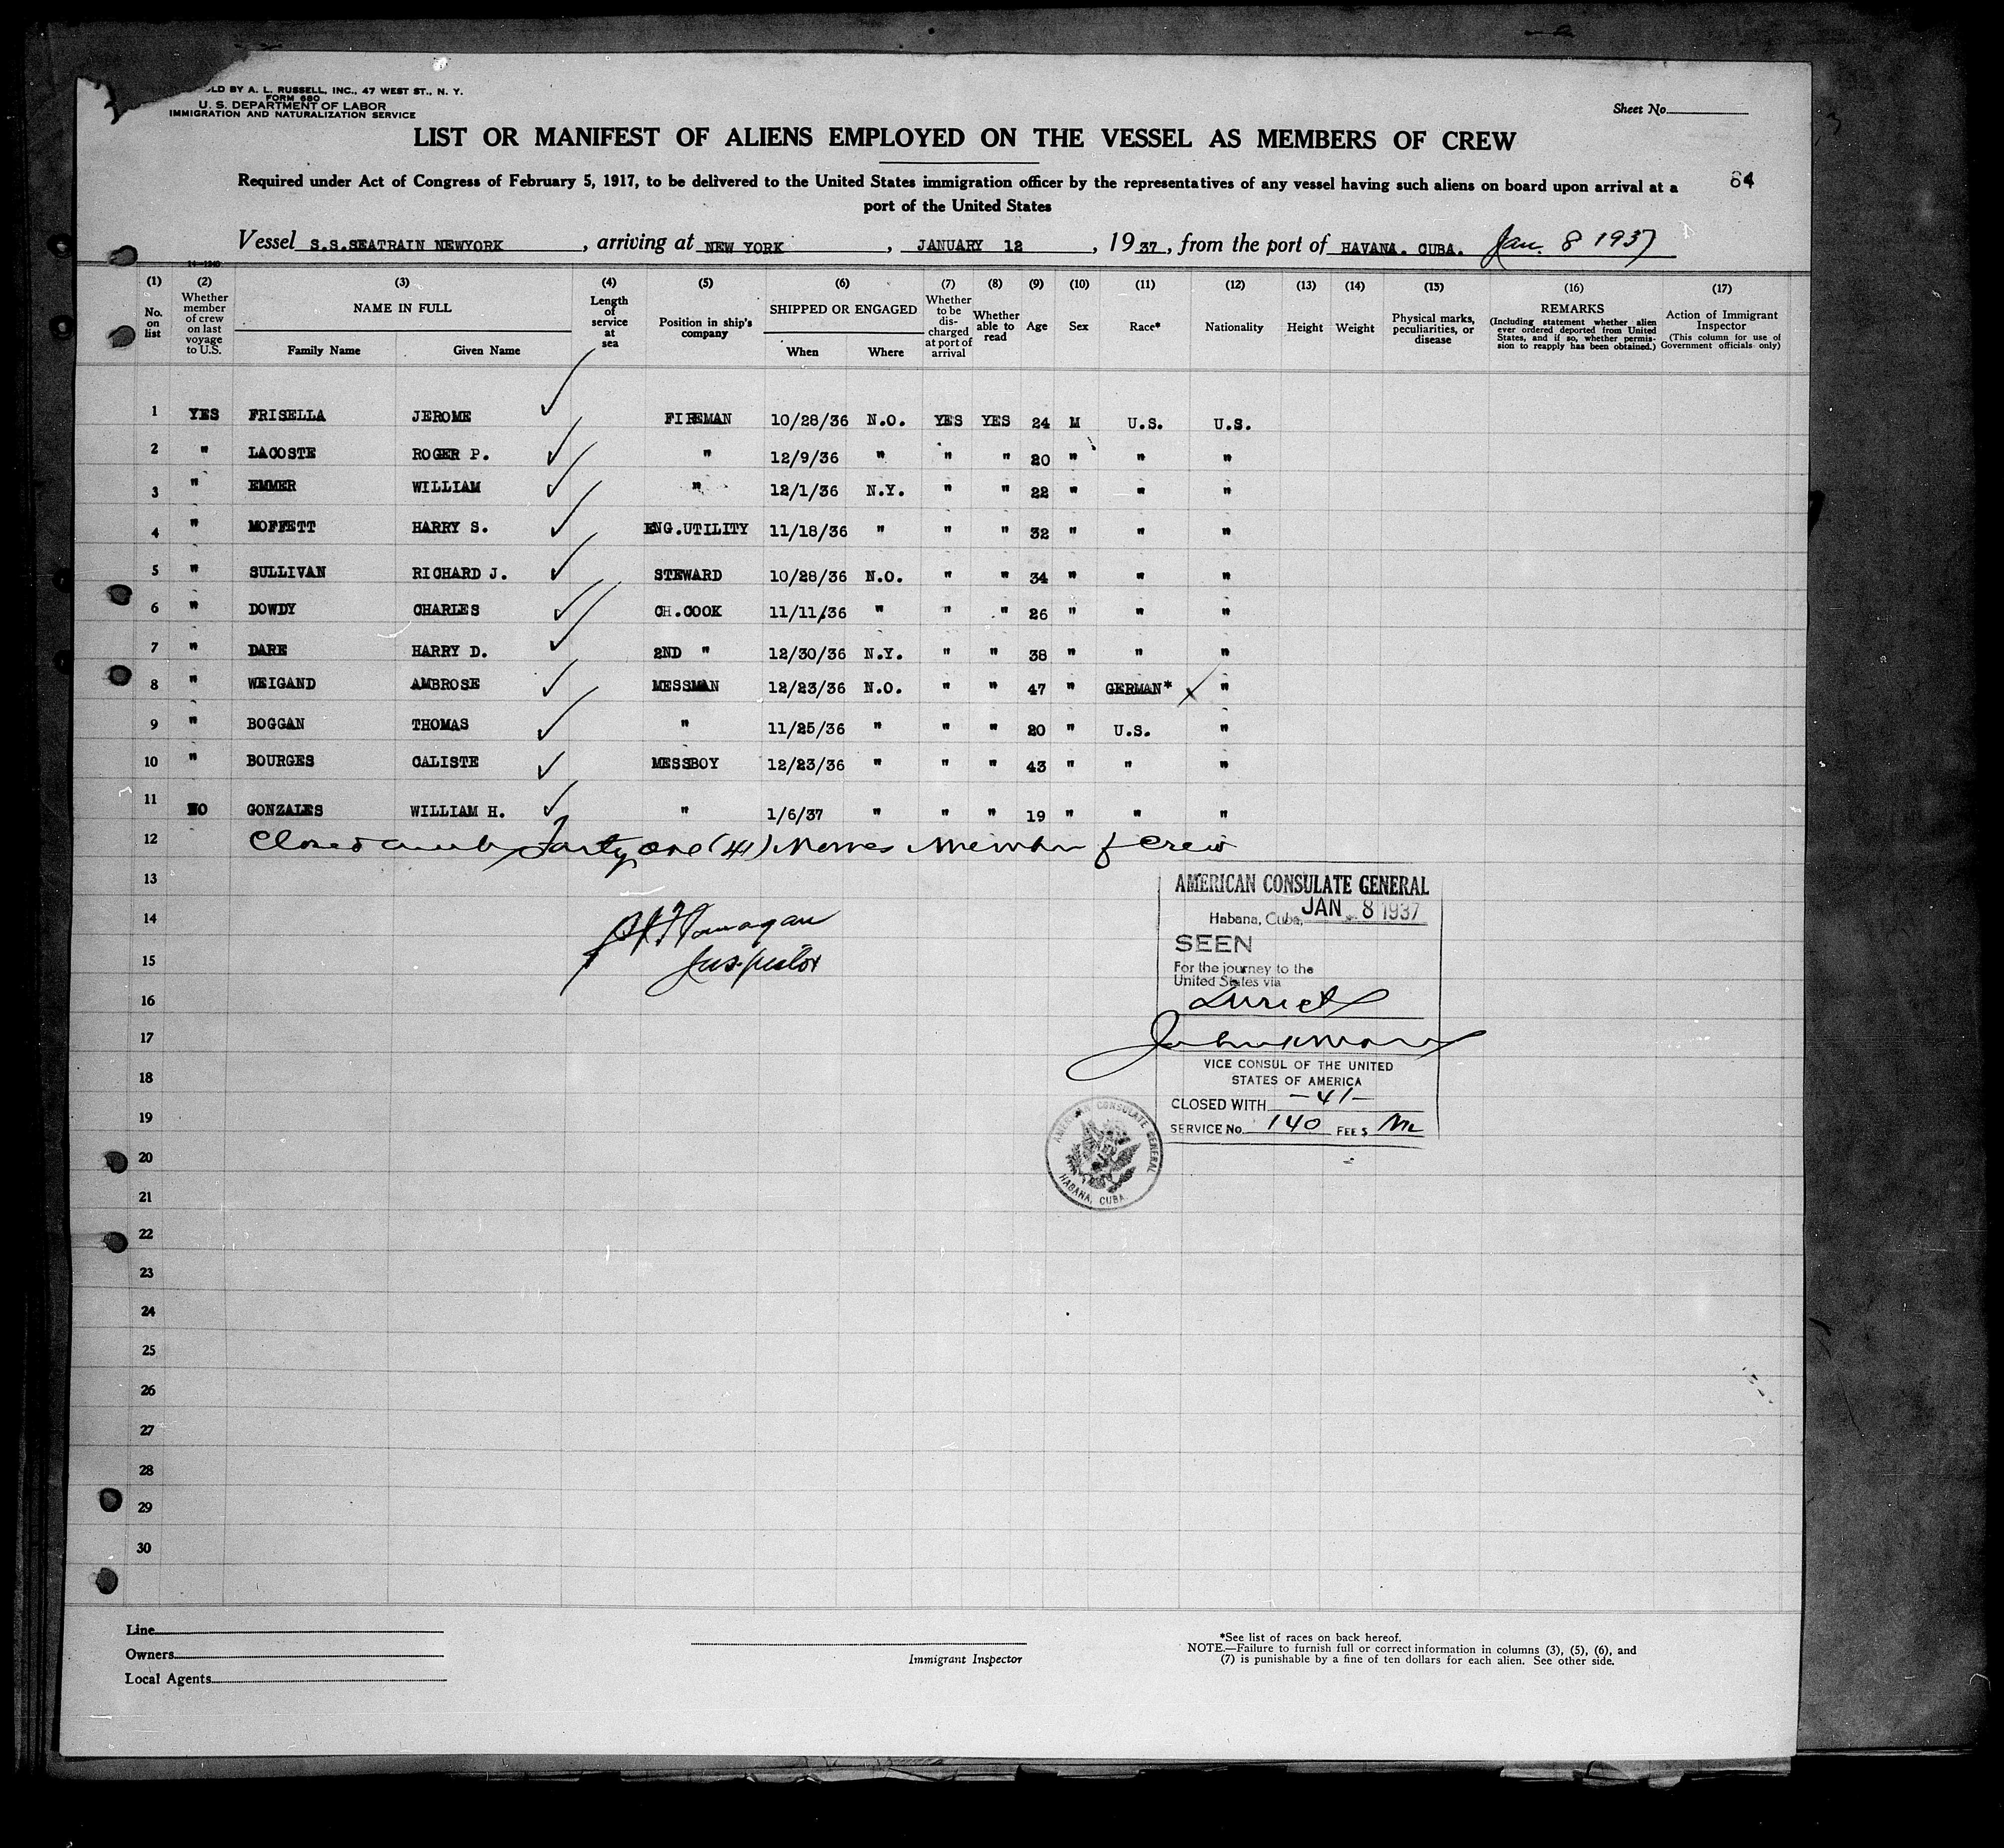 LD BY A. L. RUSSELL, INC., 47 WEST ST., N. Y.
FORM 680
U. S. DEPARTMENT OF LABOR
IMMIGRATION AND NATURALIZATION SERVICE
Sheet No.
LIST OR MANIFEST OF ALIENS EMPLOYED ON THE VESSEL AS MEMBERS OF CREW
Required under Act of Congress of February 5, 1917, to be delivered to the United States immigration officer by the representatives of any vessel having such aliens on board upon arrival at a
port of the United States
64
Vessel S.S.SEATRAIN NEWYORK, arriving at NEW YORK, JANUARY 12, 1937, from the port of HAVANA. CUBA. Jan. 8 1937
14-1240
(1) (2) (3) (4) (5) (6) (7) (8) (9) (10) (11) (12) (13) (14) (15) (16) (17)
No. on list
Whether member of crew on last voyage to U.S.
NAME IN FULL
Family Name Given Name
Length of service at sea
Position in ship's company
SHIPPED OR ENGAGED
When Where
Whether to be dis-charged at port of arrival
Whether able to read
Age
Sex
Race*
Nationality
Height
Weight
Physical marks, peculiarities, or disease
REMARKS
(Including statement whether alien ever ordered deported from United States, and if so, whether permis-sion to reapply has been obtained.)
Action of Immigrant Inspector
(This column for use of Government officials only)
1 YES FRISELLA JEROME FIREMAN 10/28/36 N.O. YES YES 24 M U.S. U.S.
2 " LACOSTE ROGER P. " 12/9/36 " " " 20 " " "
3 " EMMER WILLIAM " 12/1/36 N.Y. " " 22 " " "
4 " MOFFETT HARRY S. ENG.UTILITY 11/18/36 " " " 32 " " "
5 " SULLIVAN RICHARD J. STEWARD 10/28/36 N.O. " " 34 " " "
6 " DOWDY CHARLES CH.COOK 11/11/36 " " " 26 " " "
7 " DARE HARRY D. 2ND " 12/30/36 N.Y. " " 38 " " "
8 " WEIGAND AMBROSE MESSMAN 12/23/36 N.O. " " 47 " GERMAN* "
9 " BOGGAN THOMAS " 11/25/36 " " " 20 " U.S. "
10 " BOURGES CALISTE MESSBOY 12/23/36 " " " 43 " " "
11 NO GONZALES WILLIAM H. " 1/6/37 " " " 19 " " "
12 Closed with Forty One (41) Names Member of Crew
13
14
15 Inspector
16
17
18
19
20
21
22
23
24
25
26
27
28
29
30
AMERICAN CONSULATE GENERAL
Habana, Cuba, JAN 8 1937
SEEN
For the journey to the
United States via
Direct
VICE CONSUL OF THE UNITED
STATES OF AMERICA
CLOSED WITH -41-
SERVICE No. 140 FEE $
AMERICAN CONSULATE GENERAL
HABANA, CUBA.
Line
Owners
Local Agents
Immigrant Inspector
*See list of races on back hereof.
NOTE.—Failure to furnish full or correct information in columns (3), (5), (6), and
(7) is punishable by a fine of ten dollars for each alien. See other side.